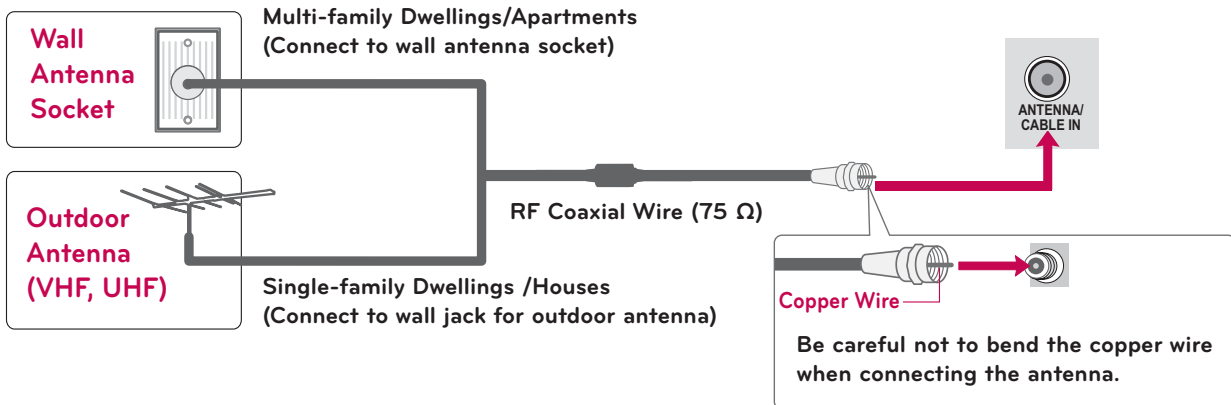 Wall
Antenna
Socket
Multi-family Dwellings/Apartments
(Connect to wall antenna socket)
ANTENNA/
CABLE IN
RF Coaxial Wire (75 Ω)
Outdoor
Antenna
(VHF, UHF)
Single-family Dwellings /Houses
(Connect to wall jack for outdoor antenna)
Copper Wire
Be careful not to bend the copper wire
when connecting the antenna.